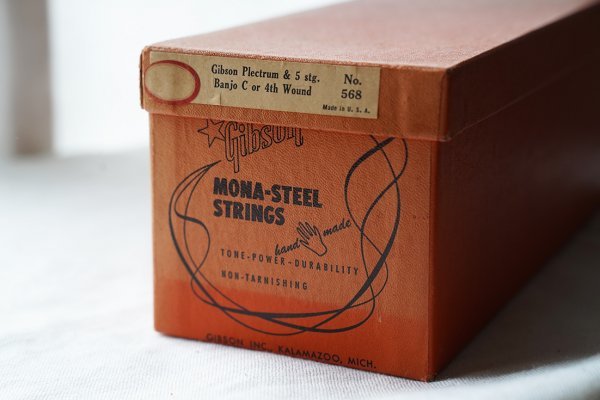 Gibson Plectrum & 5 stg.
Banjo C or 4th Wound
No.
568
Made in U. S. A.
Gibson
MONA-STEEL
STRINGS
hand made
TONE-POWER-DURABILITY
NON-TARNISHING
GIBSON INC., KALAMAZOO, MICH.